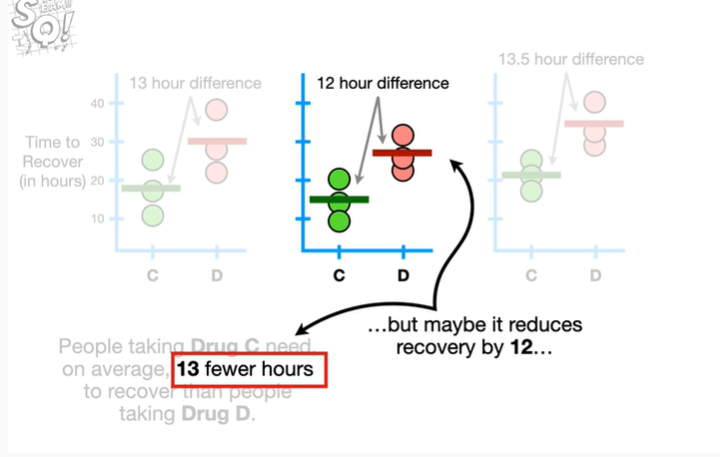 STEAM
Q!
13.5 hour difference
13 hour difference
12 hour difference
40
Time to
30
Recover
(in hours)
20
10
C
D
C
D
C
D
…but maybe it reduces
recovery by 12…
People taking Drug C need,
on average, 13 fewer hours
to recover than people
taking Drug D.